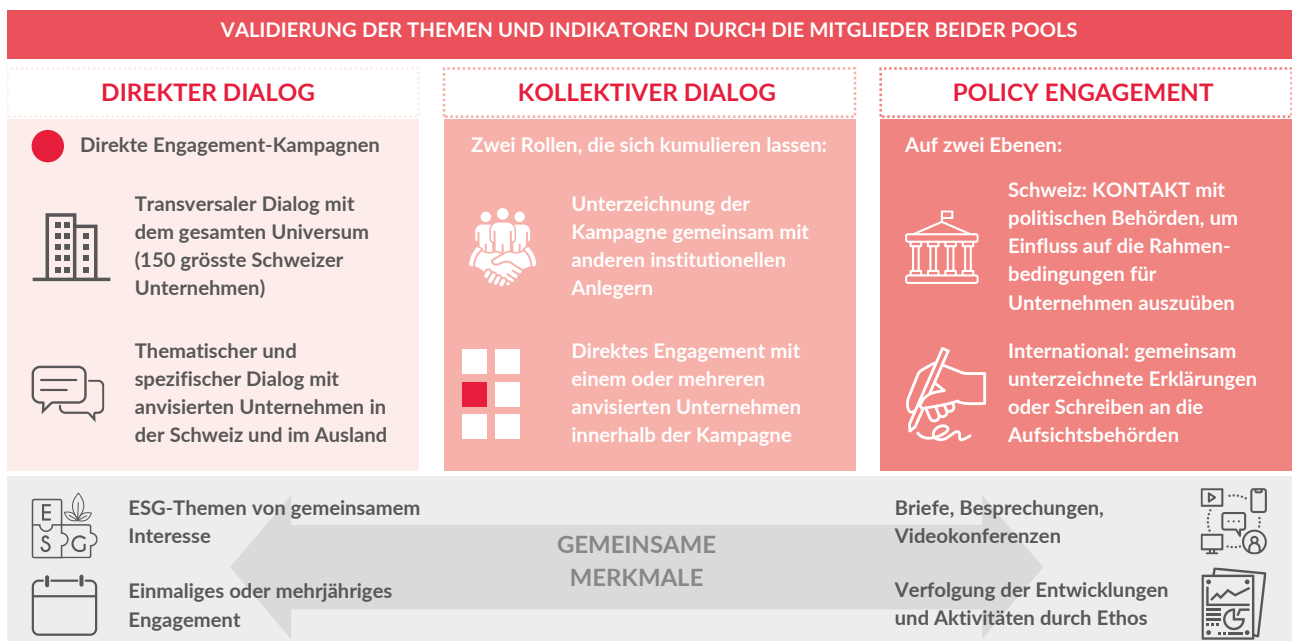 VALIDIERUNG DER THEMEN UND INDIKATOREN DURCH DIE MITGLIEDER BEIDER POOLS
DIREKTER DIALOG
Direkte Engagement-Kampagnen
Transversaler Dialog mit
dem gesamten Universum
(150 grösste Schweizer
Unternehmen)
Thematischer und
spezifischer Dialog mit
anvisierten Unternehmen in
der Schweiz und im Ausland
KOLLEKTIVER DIALOG
Zwei Rollen, die sich kumulieren lassen:
Unterzeichnung der
Kampagne gemeinsam mit
anderen institutionellen
Anlegern
Direktes Engagement mit
einem oder mehreren
anvisierten Unternehmen
innerhalb der Kampagne
POLICY ENGAGEMENT
Auf zwei Ebenen:
Schweiz: KONTAKT mit
politischen Behörden, um
Einfluss auf die Rahmen-
bedingungen für
Unternehmen auszuüben
International: gemeinsam
unterzeichnete Erklärungen
oder Schreiben an die
Aufsichtsbehörden
E
S G
ESG-Themen von gemeinsamem
Interesse
Einmaliges oder mehrjähriges
Engagement
GEMEINSAME
MERKMALE
Briefe, Besprechungen,
Videokonferenzen
Verfolgung der Entwicklungen
und Aktivitäten durch Ethos